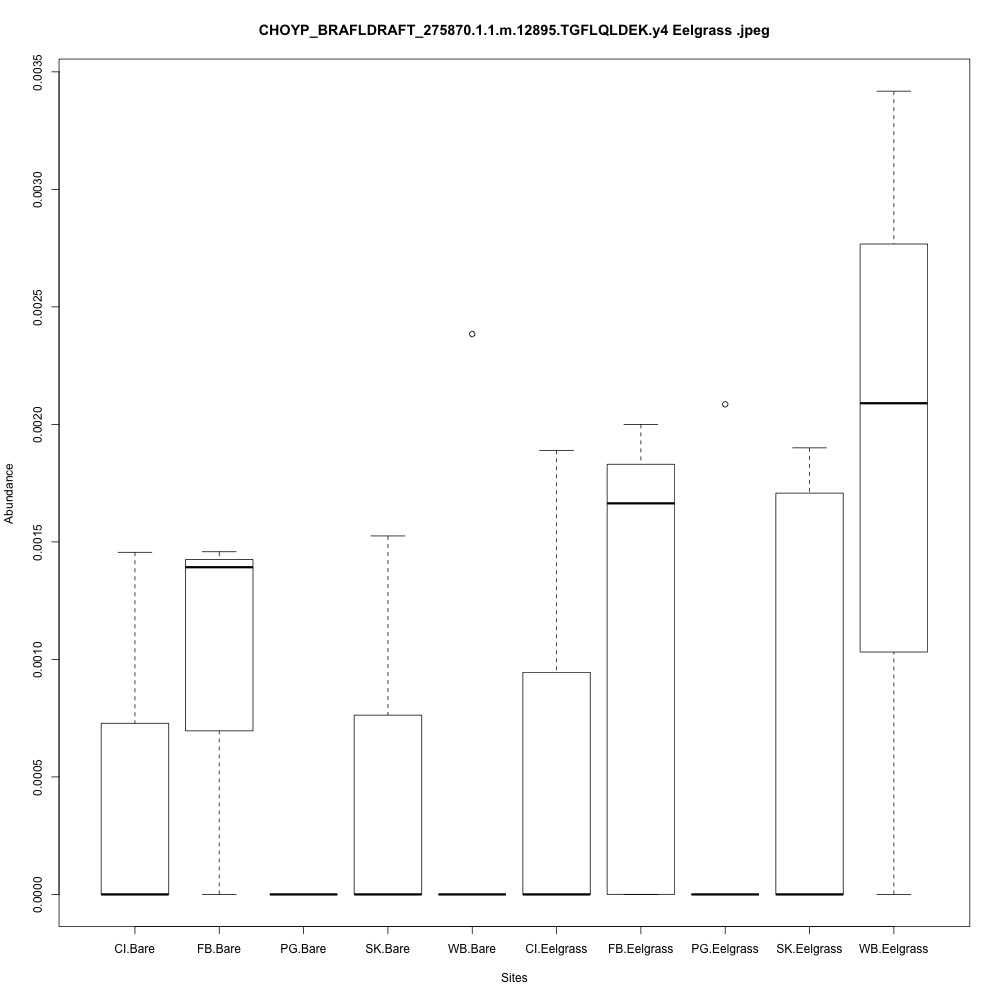 CHOYP_BRAFLDRAFT_275870.1.1.m.12895.TGFLQLDEK.y4 Eelgrass .jpeg
0.0035
0.0030
0.0025
0.0020
0.0015
0.0010
0.0005
0.0000
Abundance
CI.Bare FB.Bare PG.Bare SK.Bare WB.Bare CI.Eelgrass FB.Eelgrass PG.Eelgrass SK.Eelgrass WB.Eelgrass
Sites